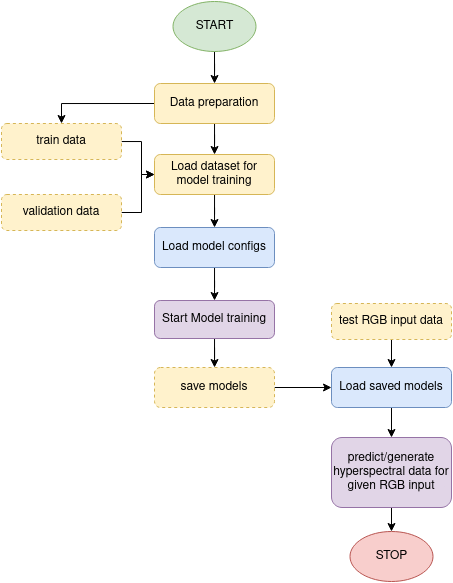 START
Data preparation
train data
Load dataset for
model training
validation data
Load model configs
Start Model training
test RGB input data
save models
Load saved models
predict/generate
hyperspectral data for
given RGB input
STOP